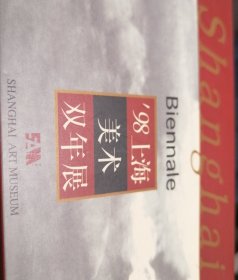 Shanghai
Biennale
'98上海
美术
双年展
SHANGHAI ART MUSEUM